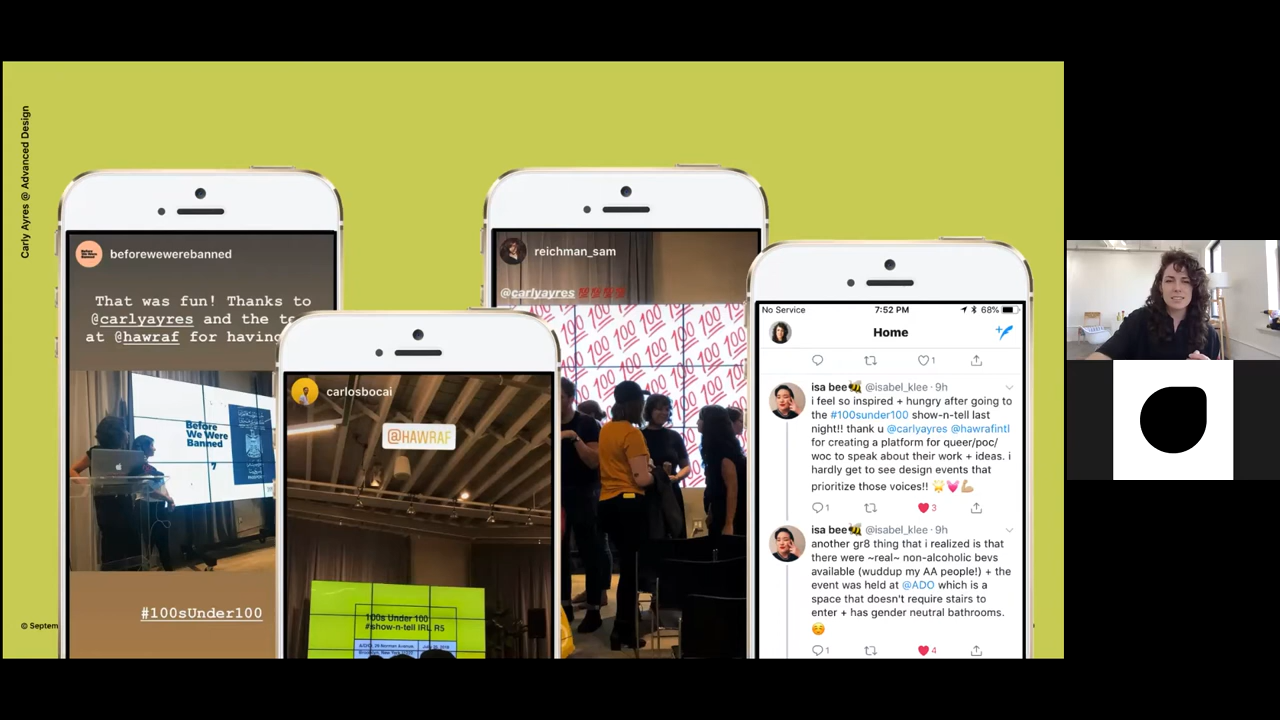 Carly Ayres @ Advanced Design
© Septem
beforewewerebanned
That was fun! Thanks to
@carlyayres and the
at @hawraf for having
Before
We Were
Banned
#100sUnder100
carlosbocai
@HAWRAF
100s Under 100
#show-n-tell IRL R5
reichman_sam
@carlyayres 💯💯💯💯
No Service
7:52 PM
68%
Home
1
isa bee🐝 @isabel_klee · 9h
i feel so inspired + hungry after going to
the #100sunder100 show-n-tell last
night!! thank u @carlyayres @hawrafintl
for creating a platform for queer/poc/
woc to speak about their work + ideas. i
hardly get to see design events that
prioritize those voices!! 🌟💓💪🏼
1 3
isa bee🐝 @isabel_klee · 9h
another gr8 thing that i realized is that
there were ~real~ non-alcoholic bevs
available (wuddup my AA people!) + the
event was held at @ADO which is a
space that doesn't require stairs to
enter + has gender neutral bathrooms.
☺️
1 4